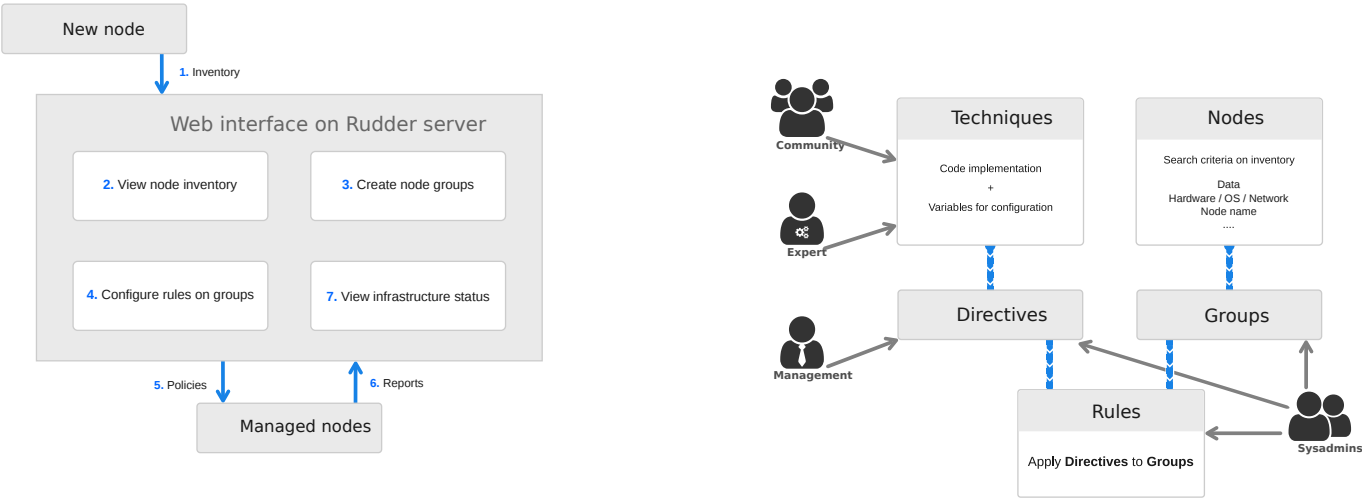 New node
1. Inventory
Web interface on Rudder server
2. View node inventory
3. Create node groups
4. Configure rules on groups
7. View infrastructure status
5. Policies
6. Reports
Managed nodes
Community
Expert
Management
Techniques
Code implementation
+
Variables for configuration
Nodes
Search criteria on inventory
Data
Hardware / OS / Network
Node name
....
Directives
Groups
Rules
Apply Directives to Groups
Sysadmins